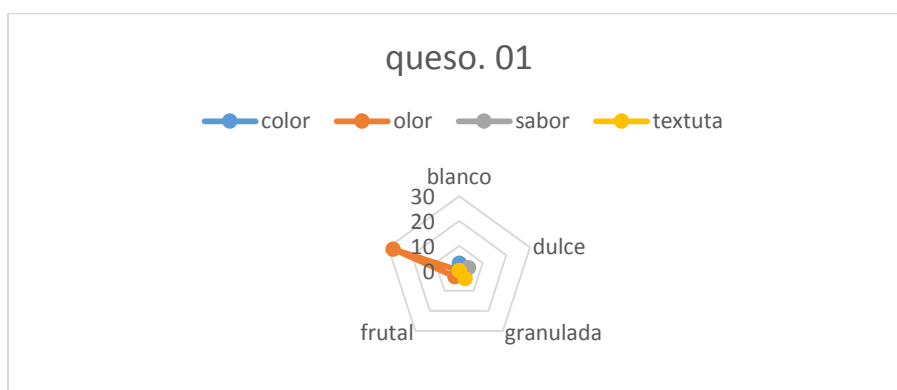 queso. 01
color olor sabor textuta
blanco
30
20
10
0
dulce
frutal
granulada